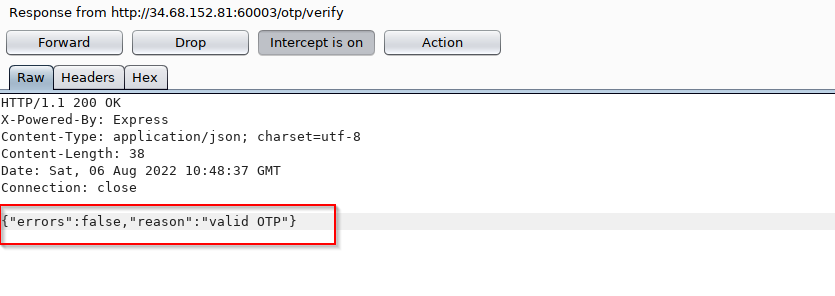 Response from http://34.68.152.81:60003/otp/verify
Forward Drop Intercept is on Action
Raw Headers Hex
HTTP/1.1 200 OK
X-Powered-By: Express
Content-Type: application/json; charset=utf-8
Content-Length: 38
Date: Sat, 06 Aug 2022 10:48:37 GMT
Connection: close
{"errors":false,"reason":"valid OTP"}